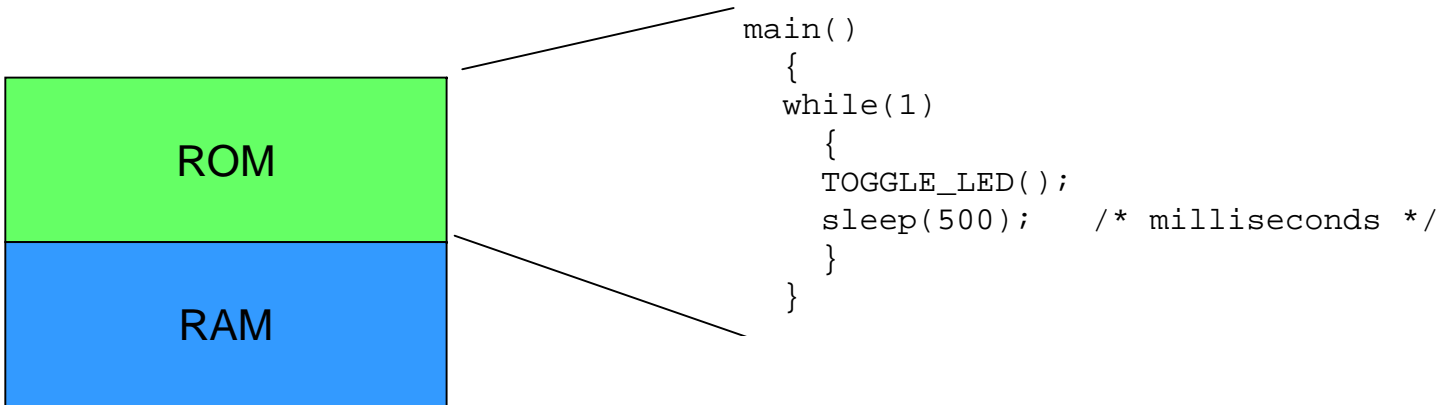 ROM
RAM
main()
{
while(1)
{
TOGGLE_LED();
sleep(500); /* milliseconds */
}
}